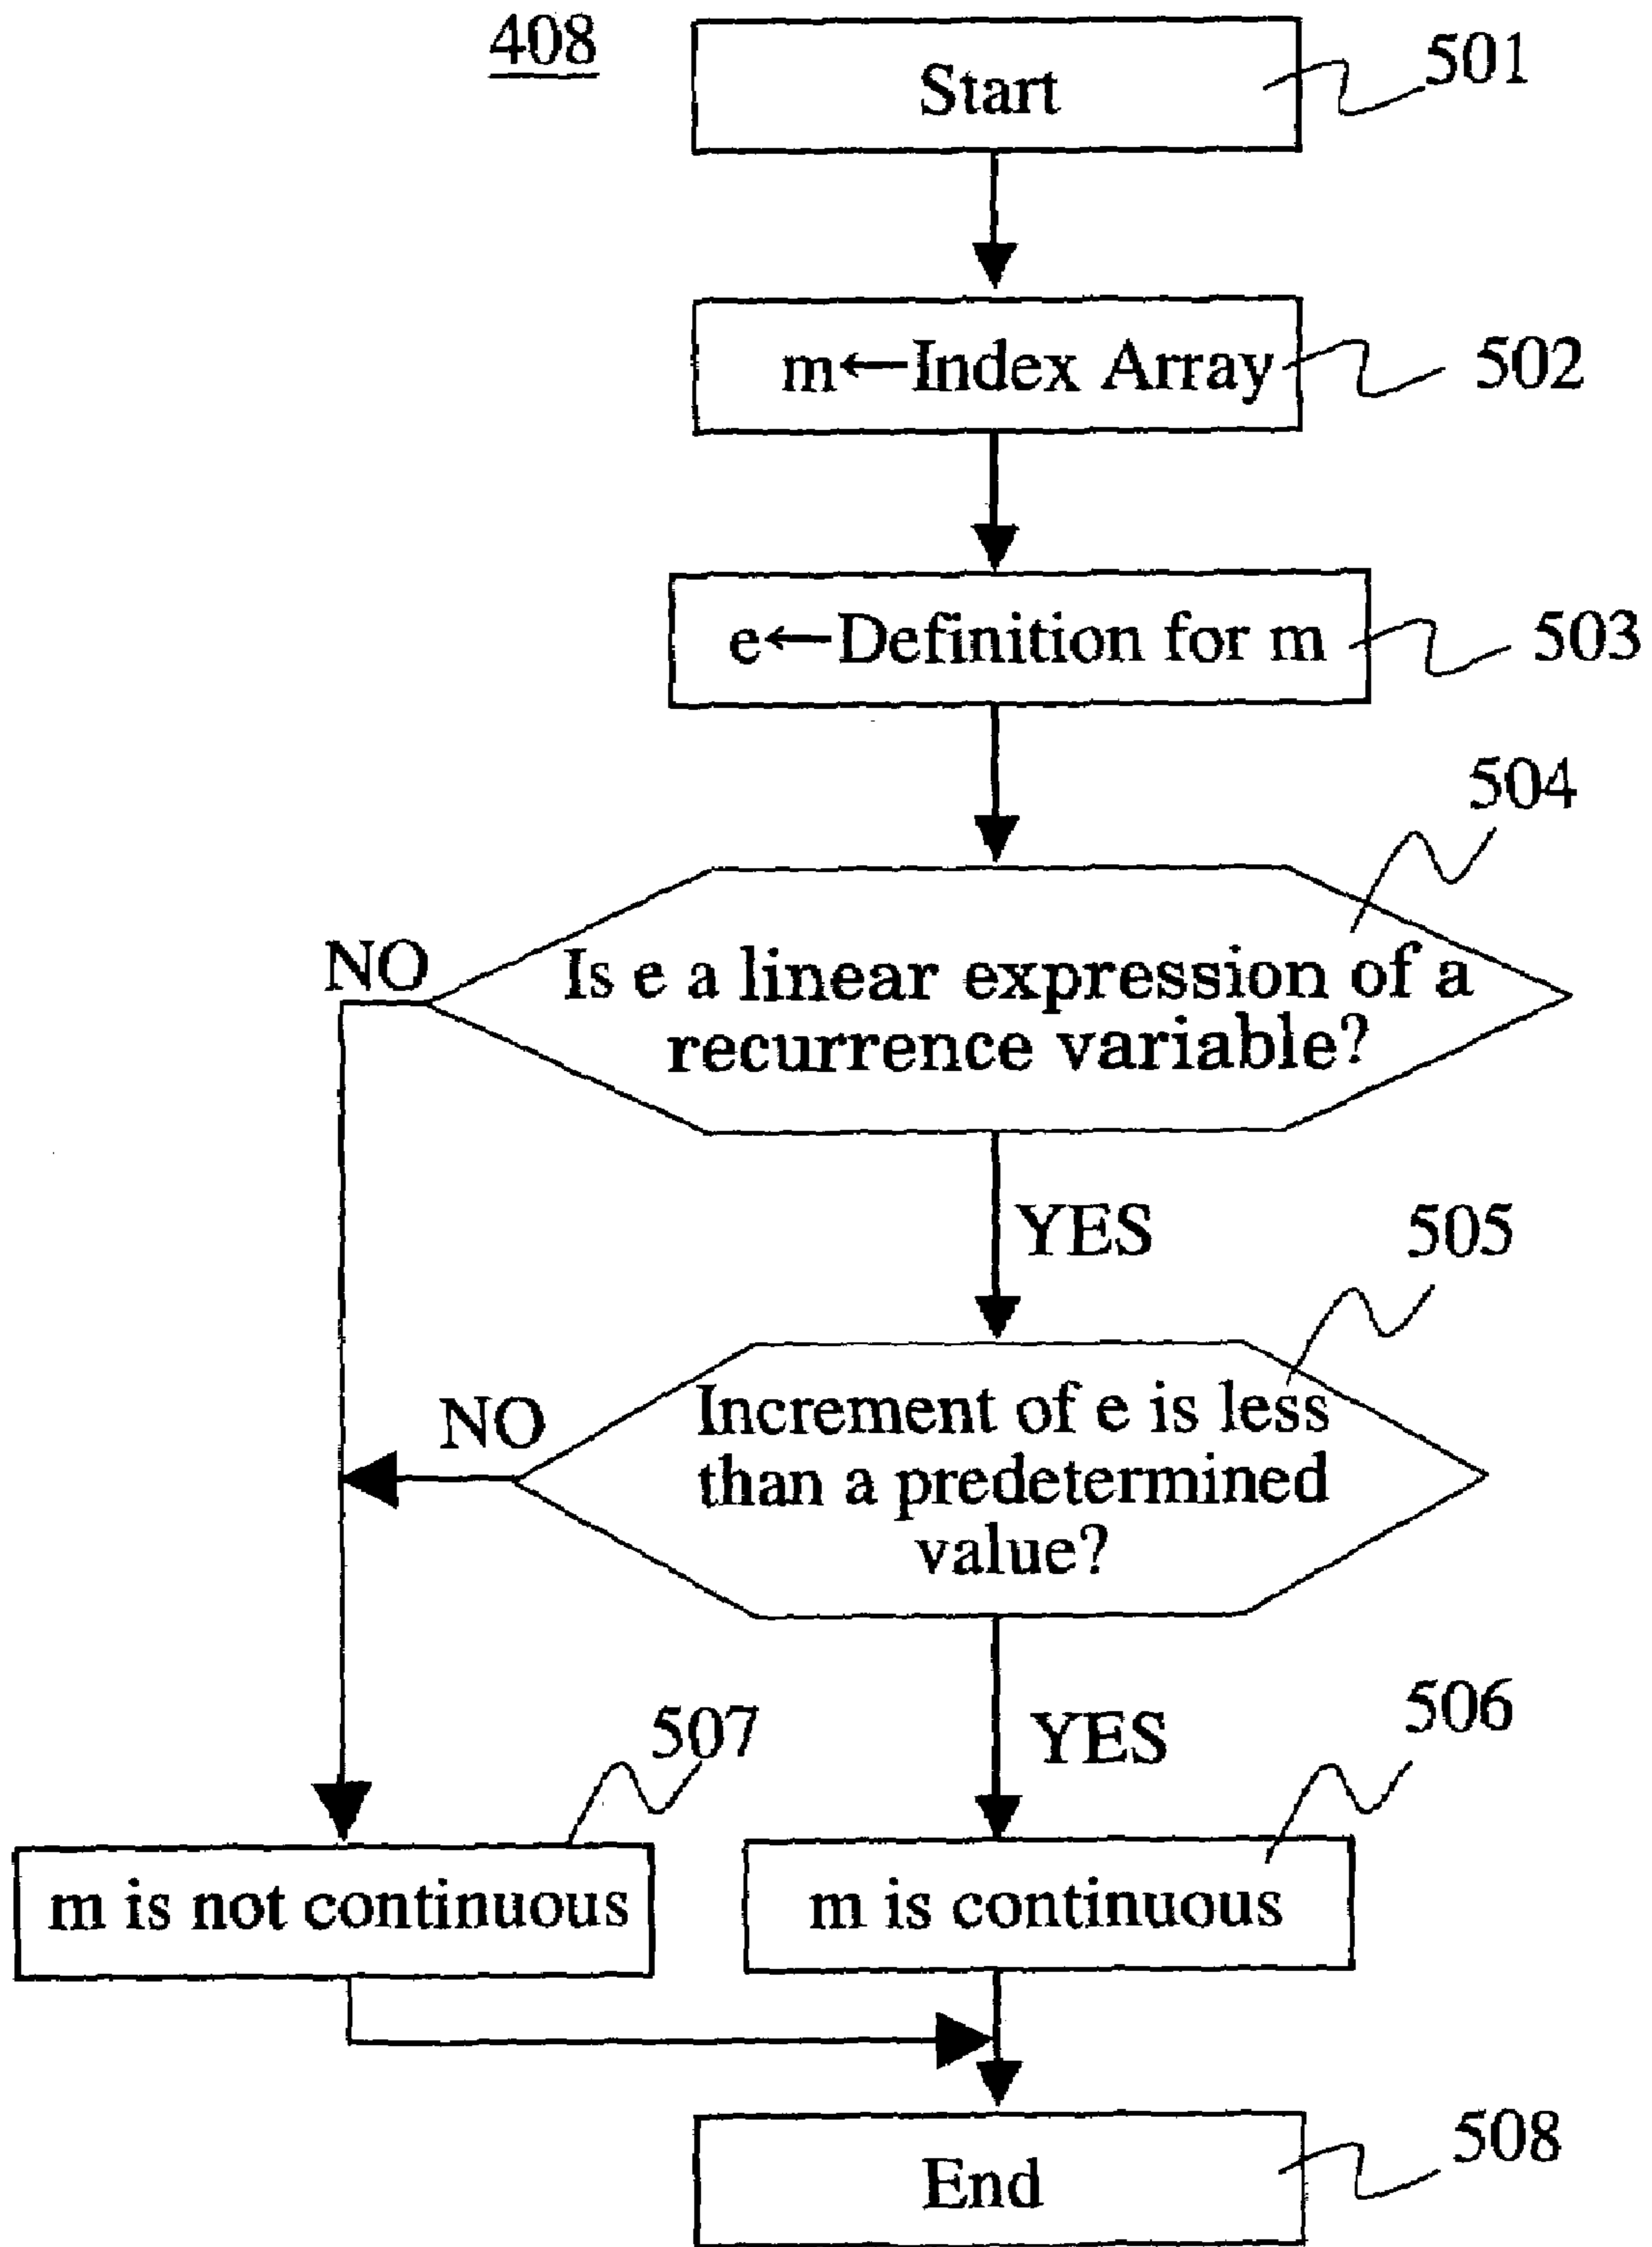 408
Start
501
m←Index Array
502
e←Definition for m
503
504
NO
Is e a linear expression of a
recurrence variable?
YES
505
NO
Increment of e is less
than a predetermined
value?
YES
506
507
m is not continuous
m is continuous
End
508